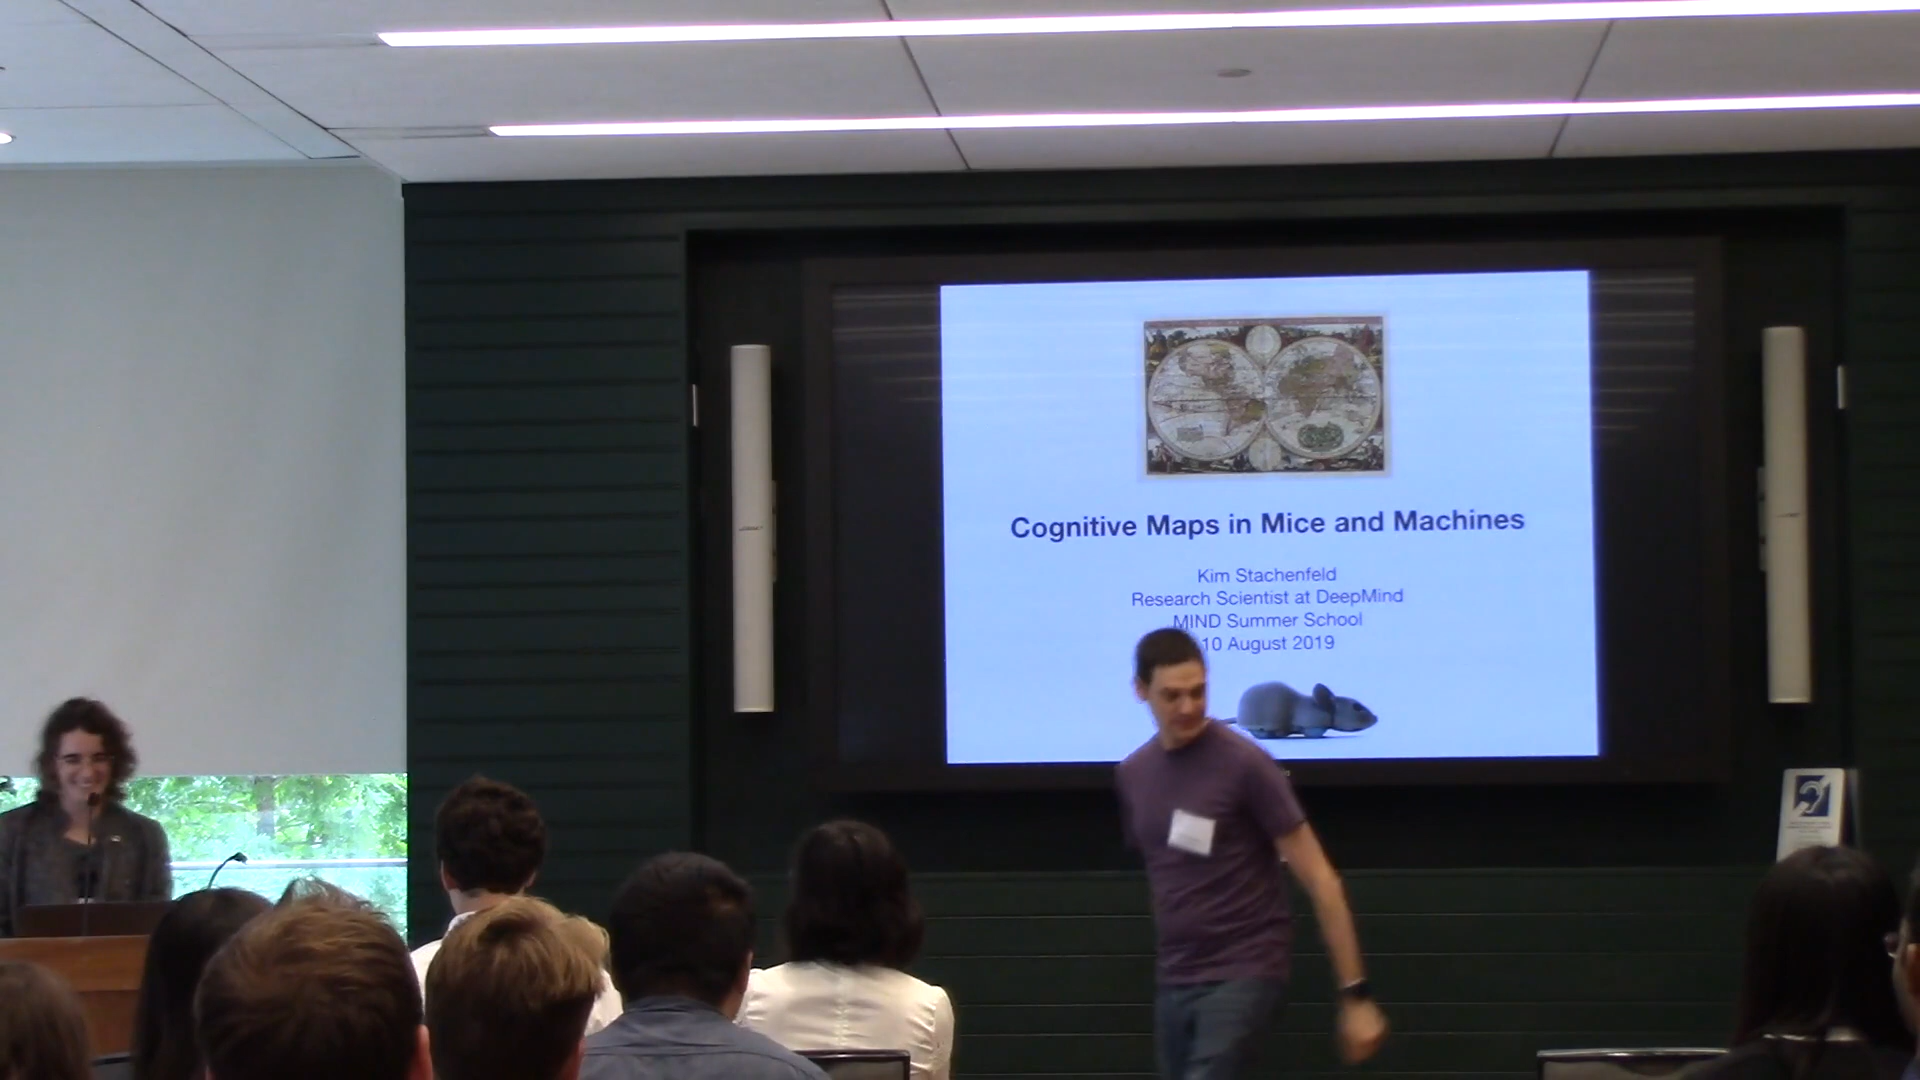 Cognitive Maps in Mice and Machines
Kim Stachenfeld
Research Scientist at DeepMind
MIND Summer School
10 August 2019